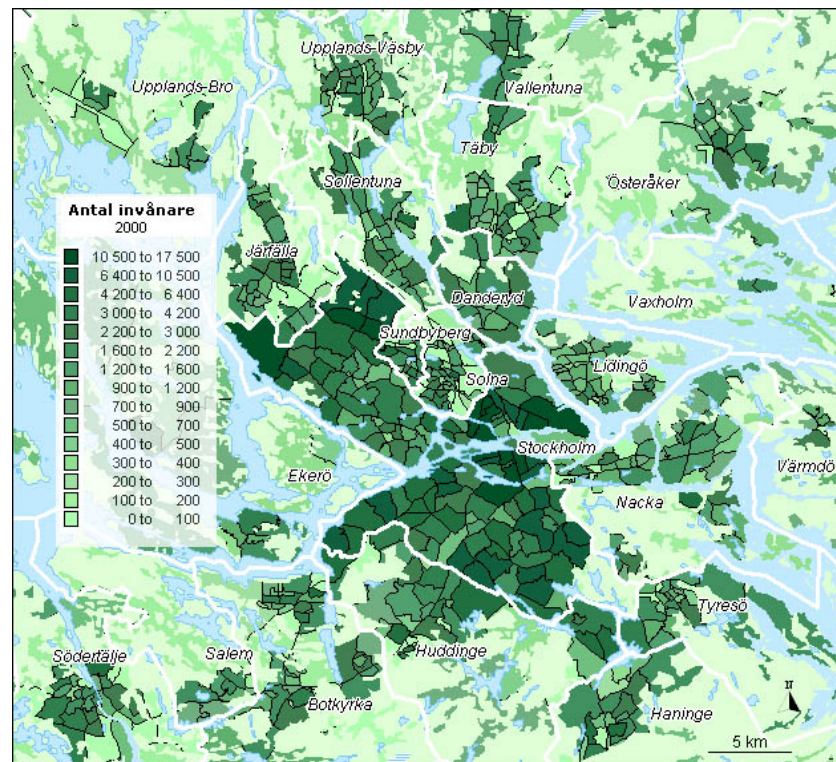 Upplands-Väsby
Upplands-Bro
Vallentuna
Täby
Sollentuna
Österåker
Antal invånare
2000
10 500 to 17 500
6 400 to 10 500
4 200 to 6 400
3 000 to 4 200
2 200 to 3 000
1 600 to 2 200
1 200 to 1 600
900 to 1 200
700 to 900
500 to 700
400 to 500
300 to 400
200 to 300
100 to 200
0 to 100
Järfälla
Danderyd
Vaxholm
Sundbyberg
Lidingö
Solna
Stockholm
Ekerö
Värmdö
Nacka
Tyresö
Södertälje
Salem
Huddinge
Botkyrka
Haninge
N
5 km